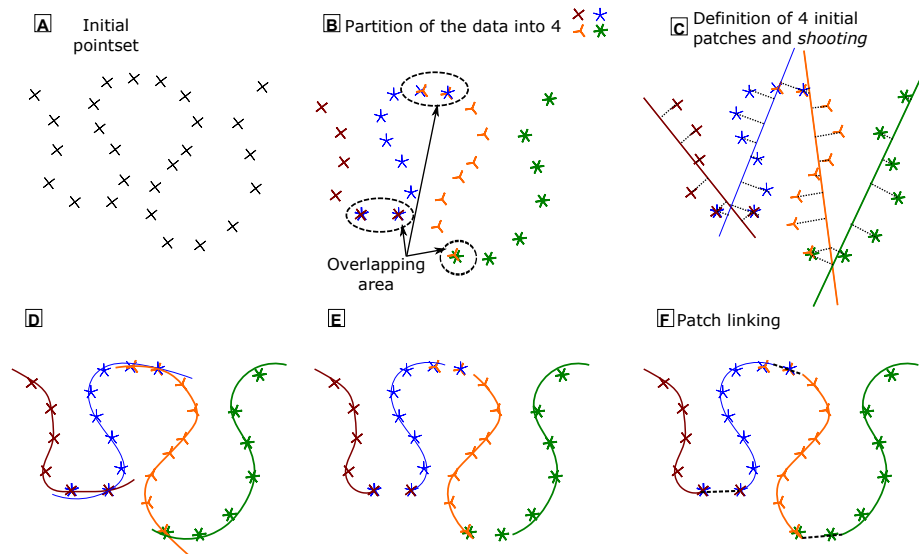 A
Initial
pointset
B Partition of the data into 4
C Definition of 4 initial
patches and shooting
Overlapping
area
D
E
F Patch linking